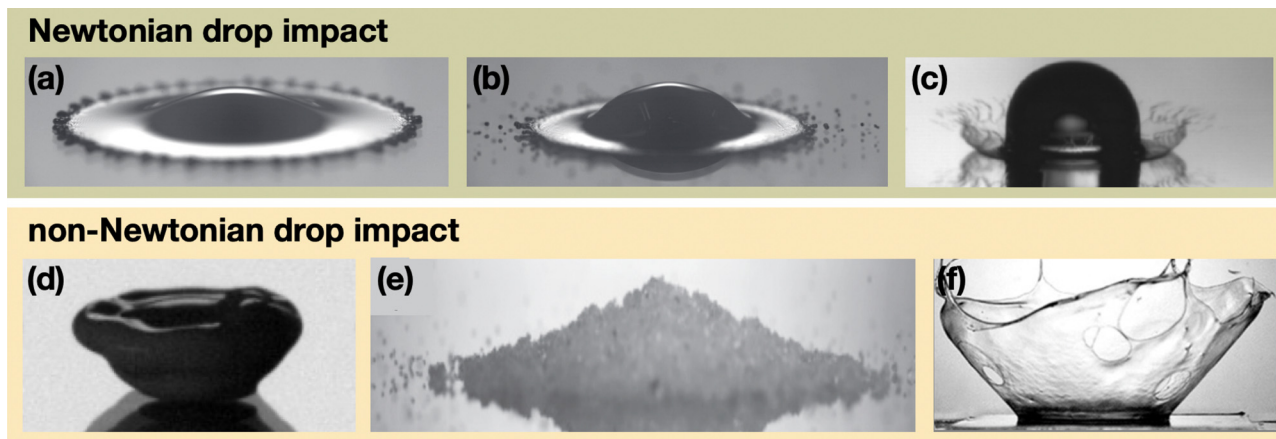 Newtonian drop impact
(a)
(b)
(c)
non-Newtonian drop impact
(d)
(e)
(f)